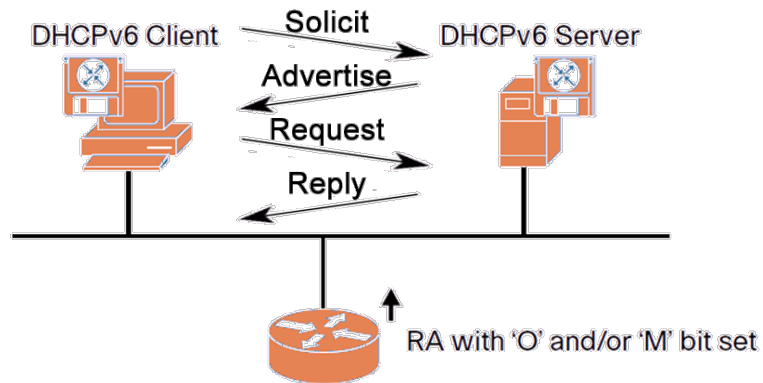 Solicit
DHCPv6 Client
DHCPv6 Server
Advertise
Request
Reply
RA with 'O' and/or 'M' bit set